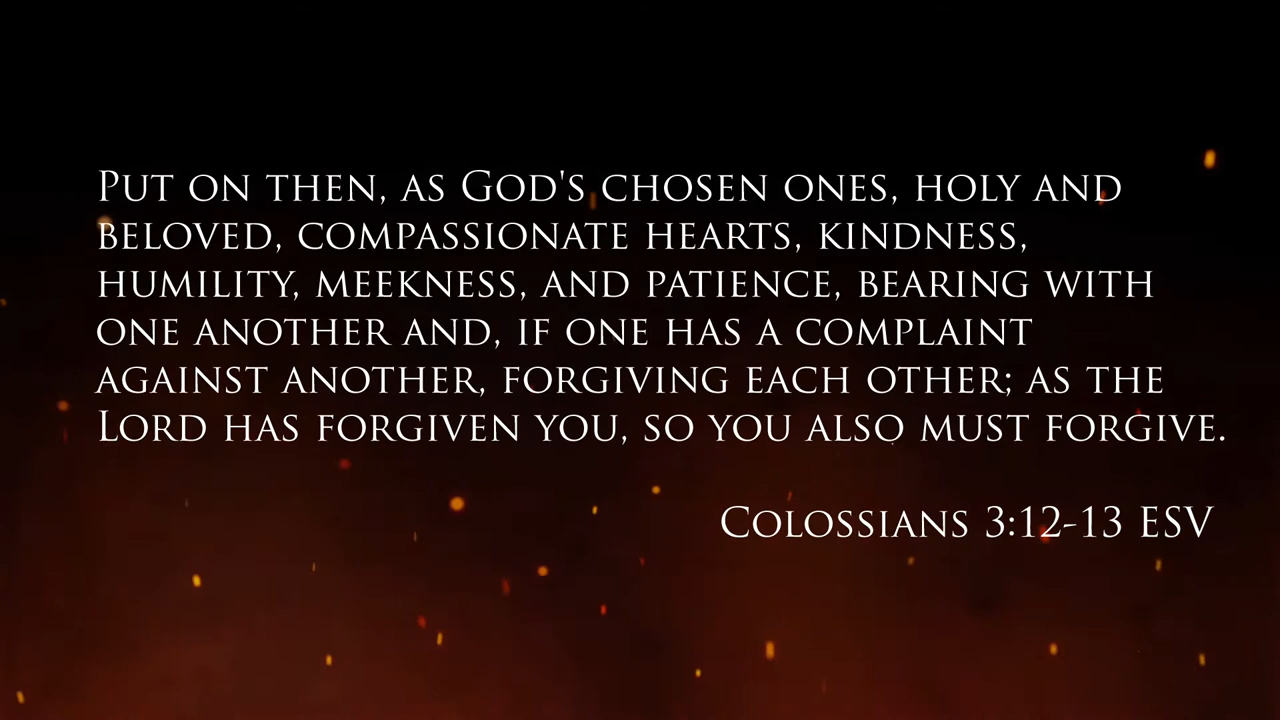 Put on then, as God's chosen ones, holy and
beloved, compassionate hearts, kindness,
humility, meekness, and patience, bearing with
one another and, if one has a complaint
against another, forgiving each other; as the
Lord has forgiven you, so you also must forgive.
Colossians 3:12-13 ESV